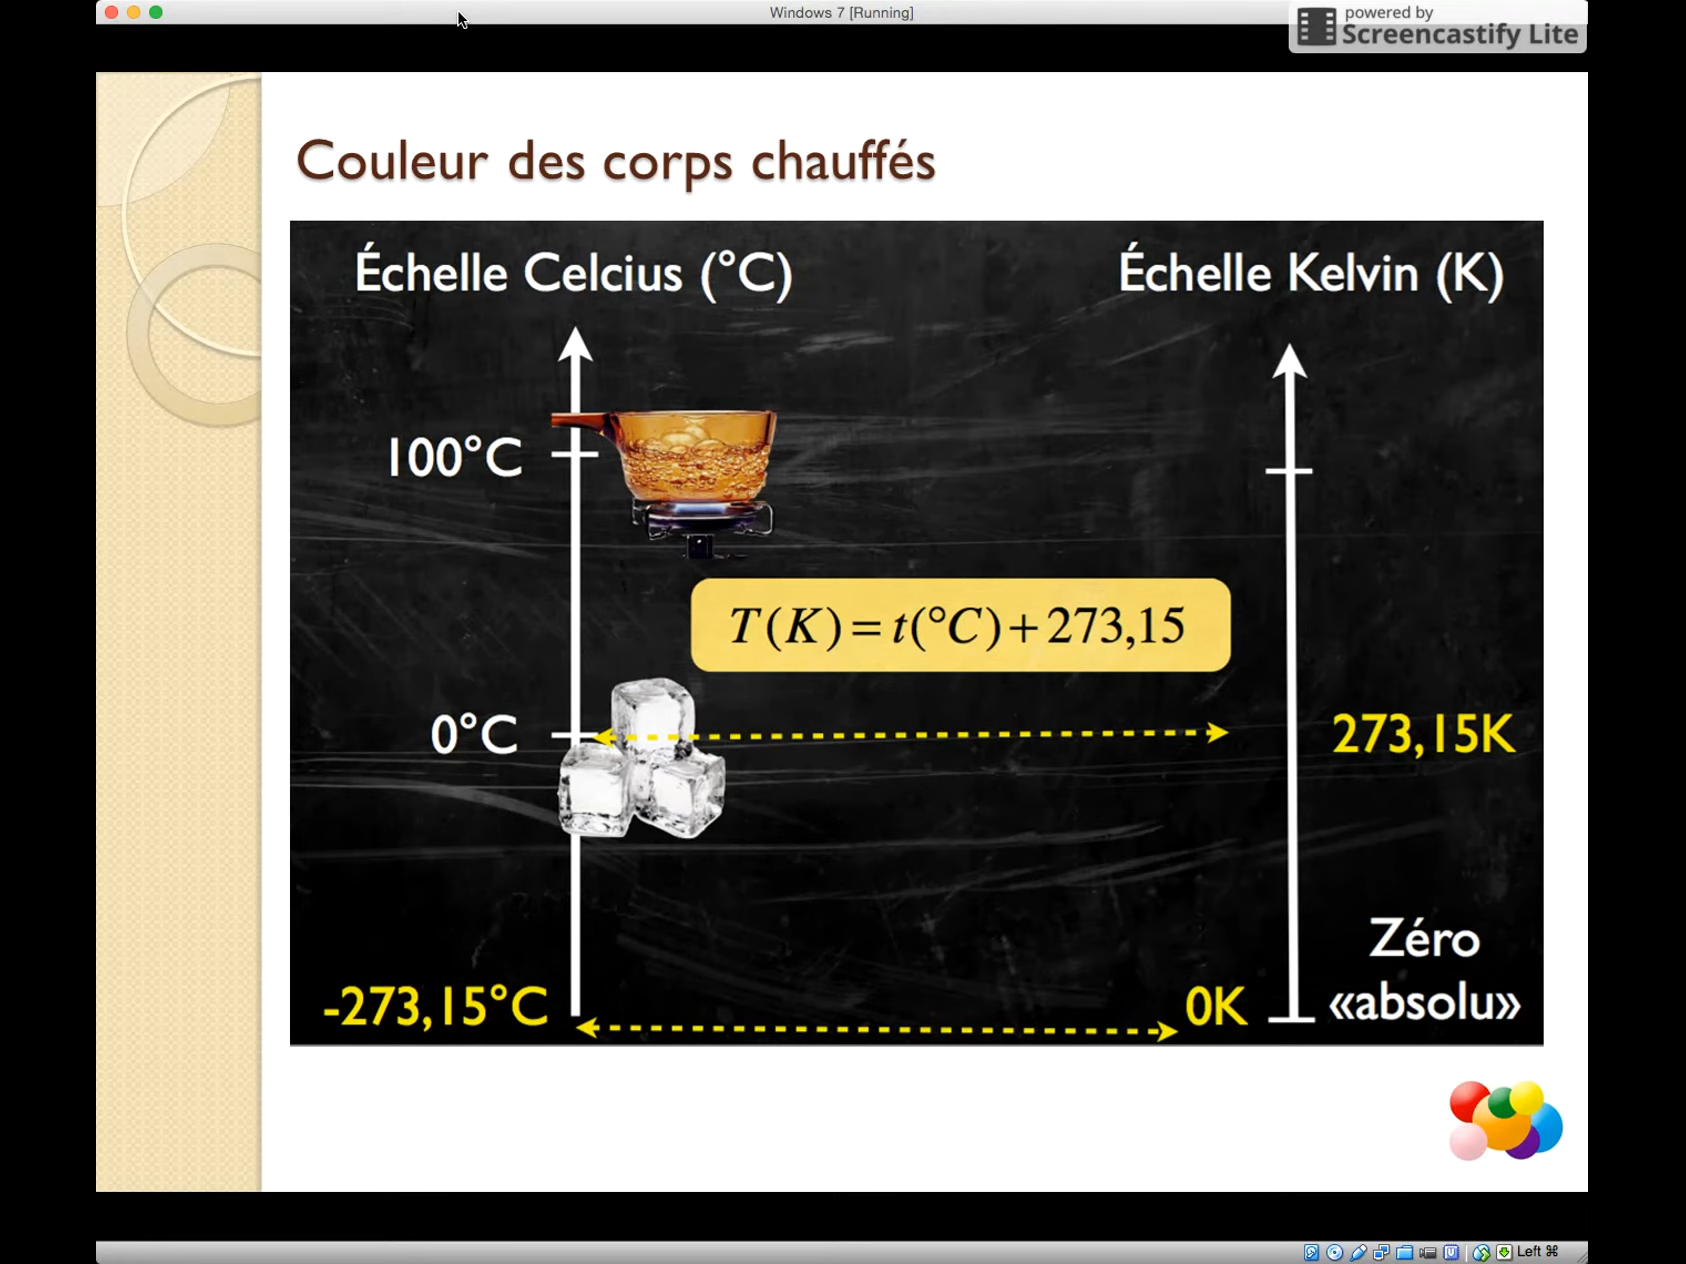 Windows 7 [Running]
powered by
Screencastify Lite
Couleur des corps chauffés
Échelle Celcius (°C)
Échelle Kelvin (K)
100°C
T(K)=t(°C)+273,15
0°C
273,15K
Zéro
«absolu»
-273,15°C
0K
Left ⌘